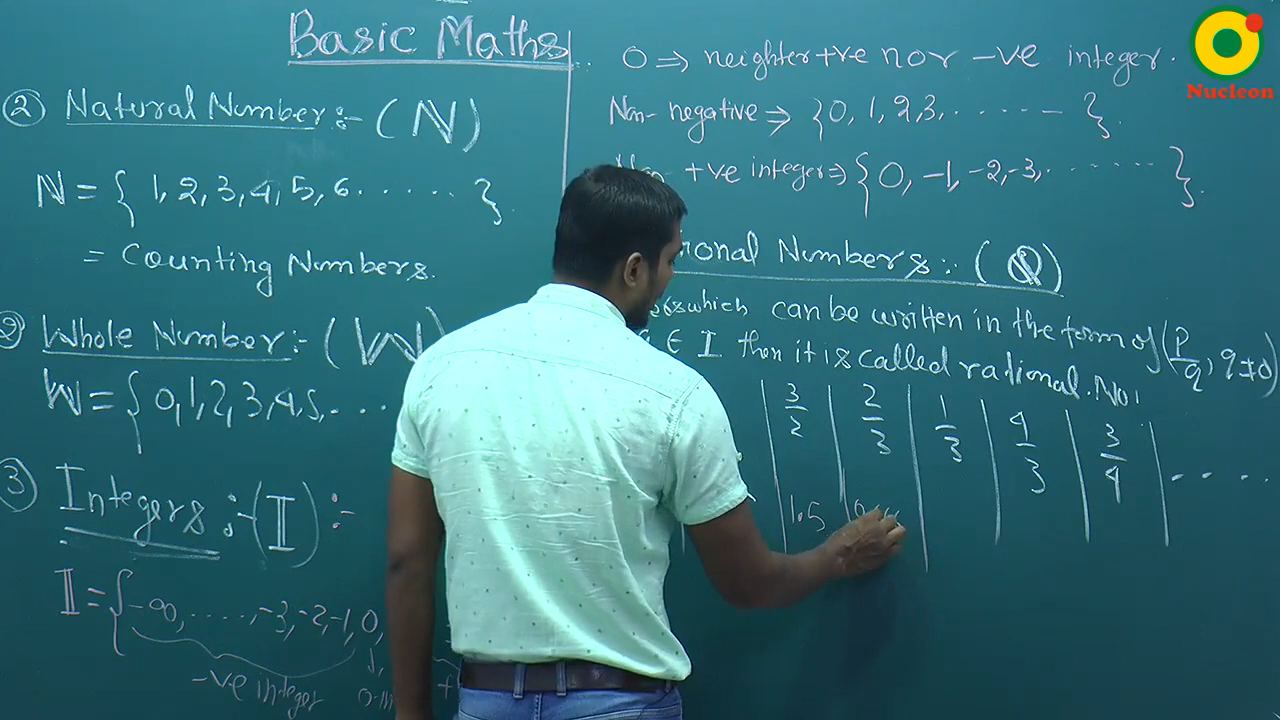 Basic Maths
② Natural Number :- (N)
N = { 1, 2, 3, 4, 5, 6 ...... }
= Counting Numbers.
② Whole Number :- (W)
W = { 0, 1, 2, 3, 4, 5, ...
③ Integers :- (I) :-
I = { -∞, ....., -3, -2, -1, 0,
-ve integer
0 ⇒ neighter +ve nor -ve integer.
Non-negative ⇒ {0, 1, 2, 3, ....... }.
+ve integer ⇒ { 0, -1, -2, -3, ....... }.
ional Numbers :- (Q)
which can be written in the form of (P/q, q≠0)
∈ I then it is called rational. No:
3/2 | 2/3 | 1/3 | 4/3 | 3/4 | ....
1.5 | 0.
Nucleon